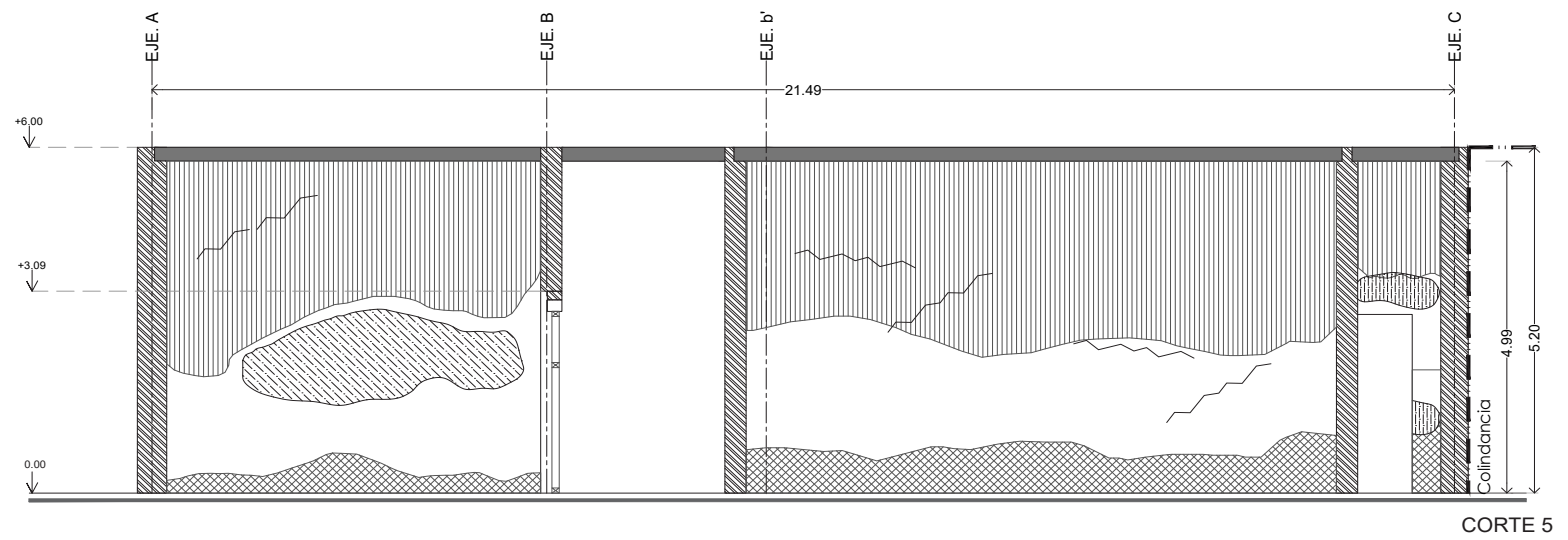 EJE. A
EJE. B
EJE. b'
EJE. C
21.49
+6.00
+3.09
0.00
4.99
5.20
Colindancia
CORTE 5